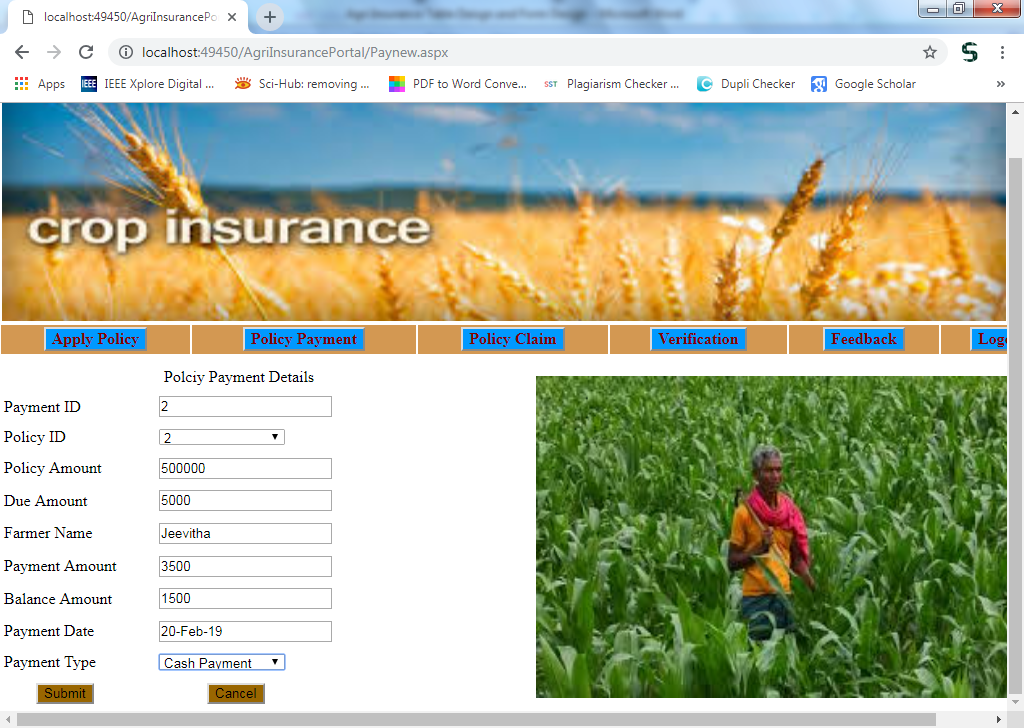 localhost:49450/AgriInsurancePo
localhost:49450/AgriInsurancePortal/Paynew.aspx
Apps IEEE IEEE Xplore Digital ... Sci-Hub: removing ... PDF to Word Conve... SST Plagiarism Checker ... Dupli Checker Google Scholar »
crop insurance
Apply Policy Policy Payment Policy Claim Verification Feedback Log
Polciy Payment Details
Payment ID 2
Policy ID 2
Policy Amount 500000
Due Amount 5000
Farmer Name Jeevitha
Payment Amount 3500
Balance Amount 1500
Payment Date 20-Feb-19
Payment Type Cash Payment
Submit Cancel